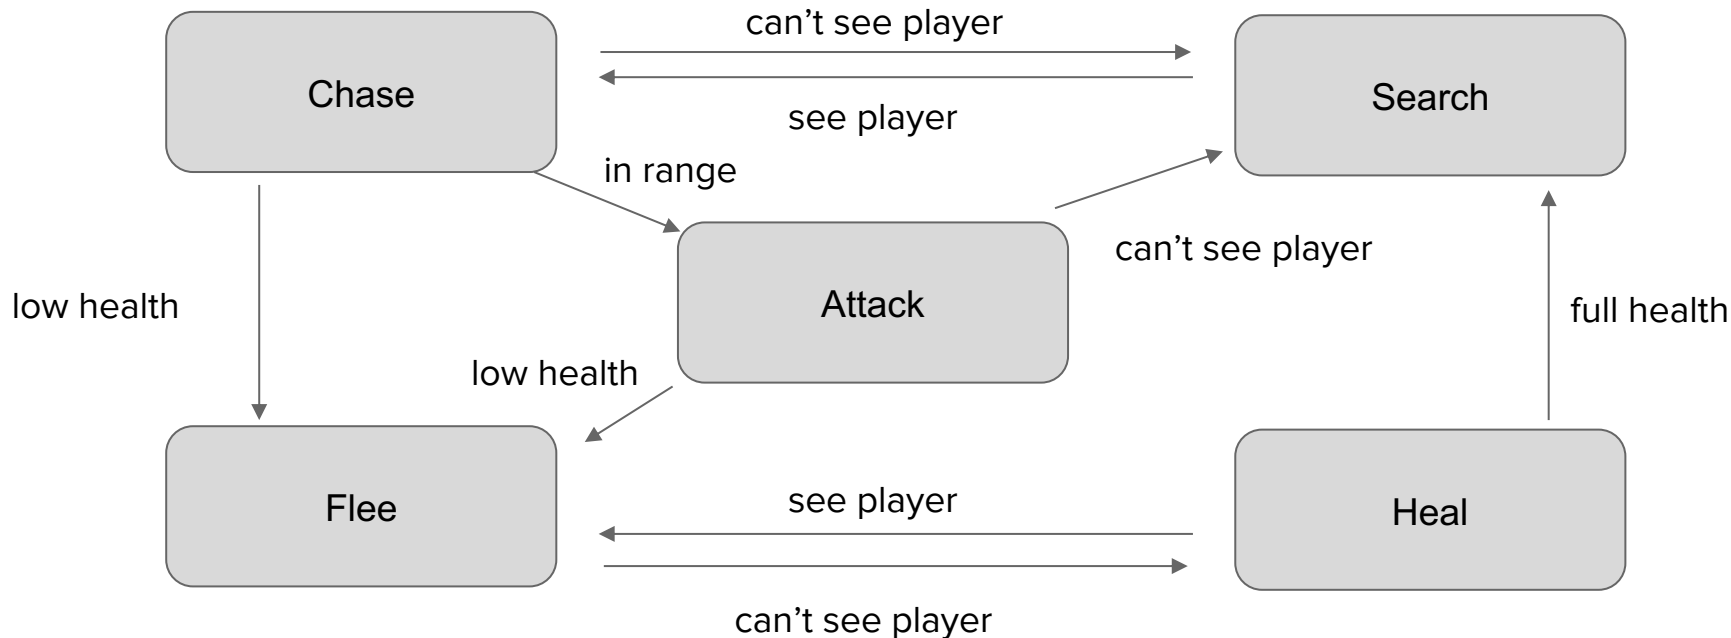 can’t see player
Chase
Search
see player
in range
can’t see player
Attack
low health
full health
low health
Flee
see player
Heal
can’t see player